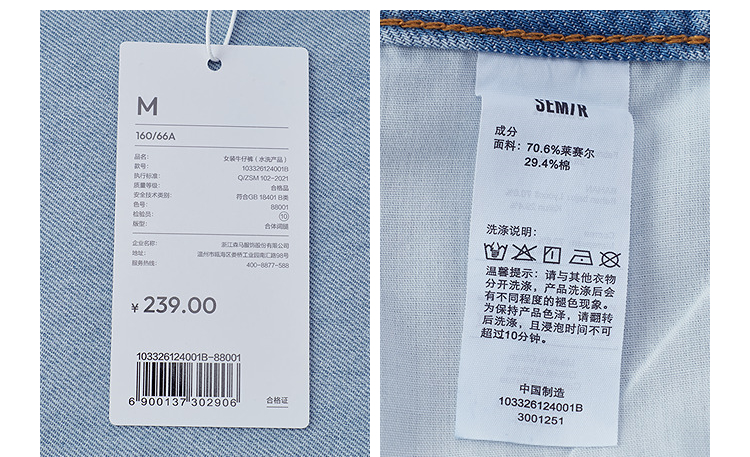 M
160/66A
品名: 女装牛仔裤(水洗产品)
款号: 103326124001B
执行标准: Q/ZSM 102-2021
质量等级: 合格品
安全技术类别: 符合GB 18401 B类
色号: 88001
检验员: 10
版型: 合体阔腿
企业名称: 浙江森马服饰股份有限公司
地址: 温州市瓯海区娄桥工业园南汇路98号
服务热线: 400-8877-588
¥ 239.00
103326124001B-88001
6 900137 302906
合格证
SEMIR
成分
面料: 70.6%莱赛尔
29.4%棉
洗涤说明:
温馨提示: 请与其他衣物
分开洗涤, 产品洗涤后会
有不同程度的褪色现象。
为保持产品色泽, 请翻转
后洗涤, 且浸泡时间不可
超过10分钟。
中国制造
103326124001B
3001251